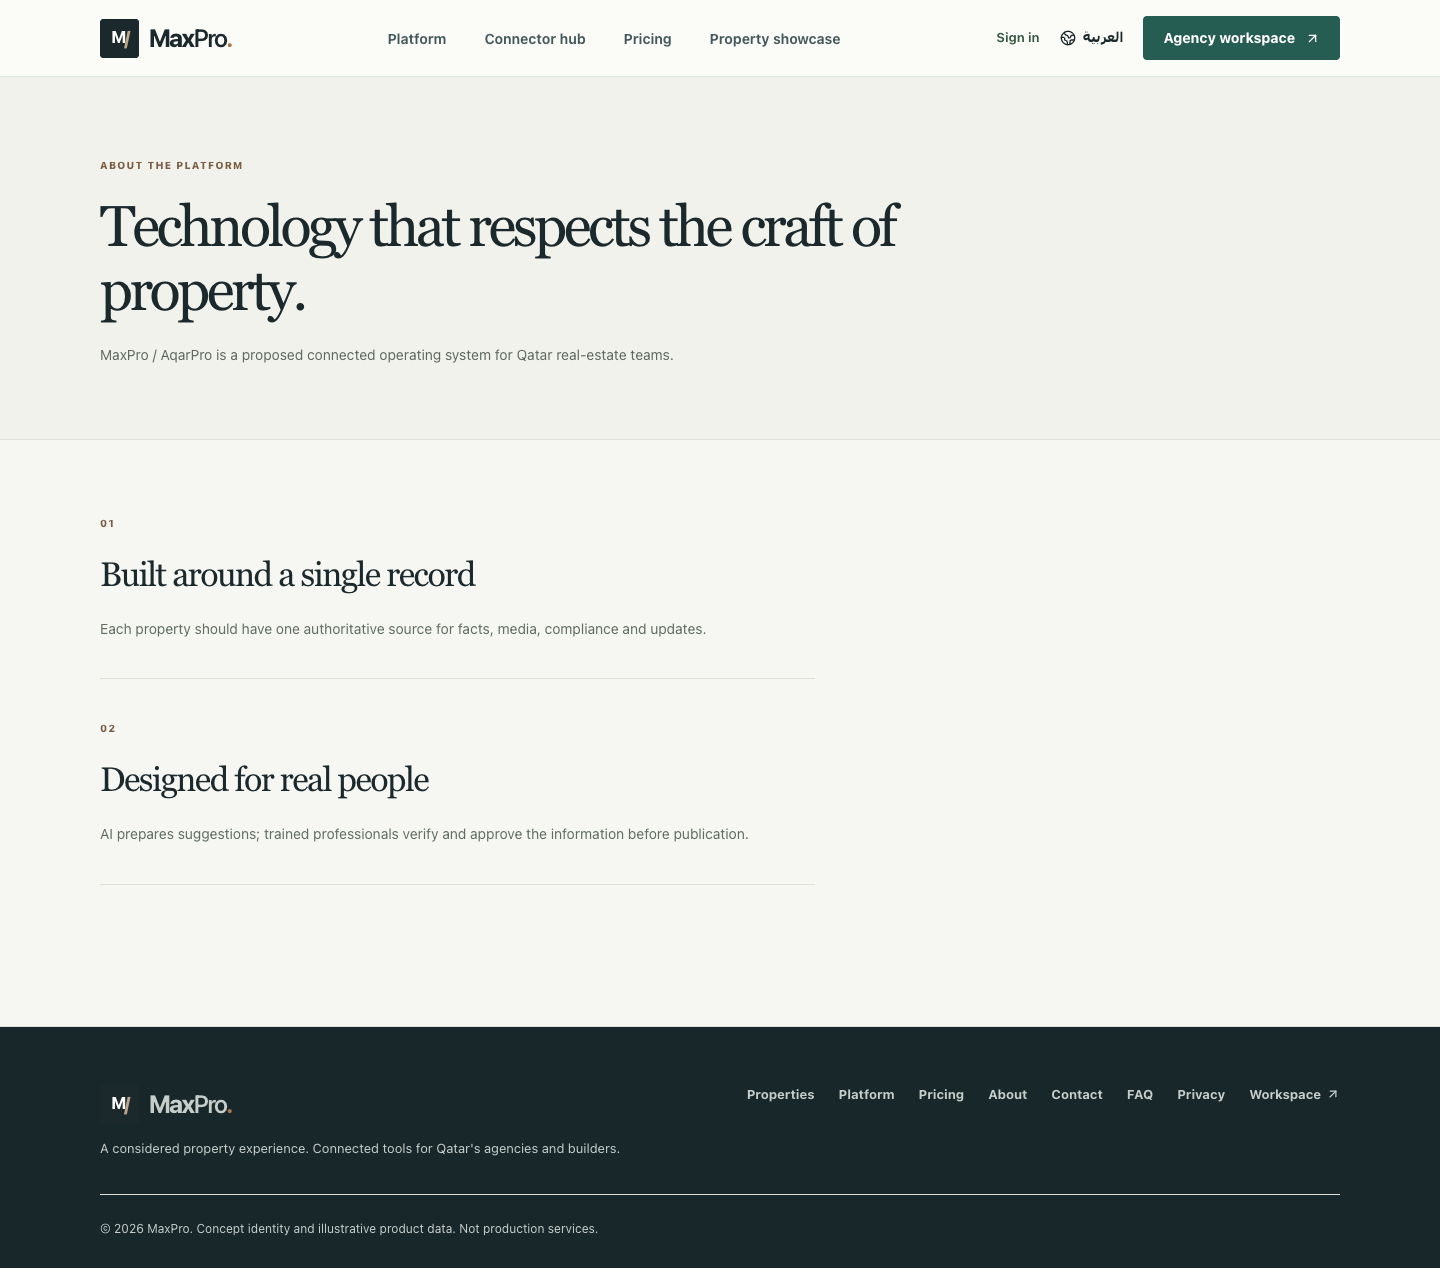 M/ MaxPro.
Platform
Connector hub
Pricing
Property showcase
Sign in
العربية
Agency workspace
ABOUT THE PLATFORM
Technology that respects the craft of
property.
MaxPro / AqarPro is a proposed connected operating system for Qatar real-estate teams.
01
Built around a single record
Each property should have one authoritative source for facts, media, compliance and updates.
02
Designed for real people
AI prepares suggestions; trained professionals verify and approve the information before publication.
M/ MaxPro.
Properties
Platform
Pricing
About
Contact
FAQ
Privacy
Workspace
A considered property experience. Connected tools for Qatar's agencies and builders.
© 2026 MaxPro. Concept identity and illustrative product data. Not production services.